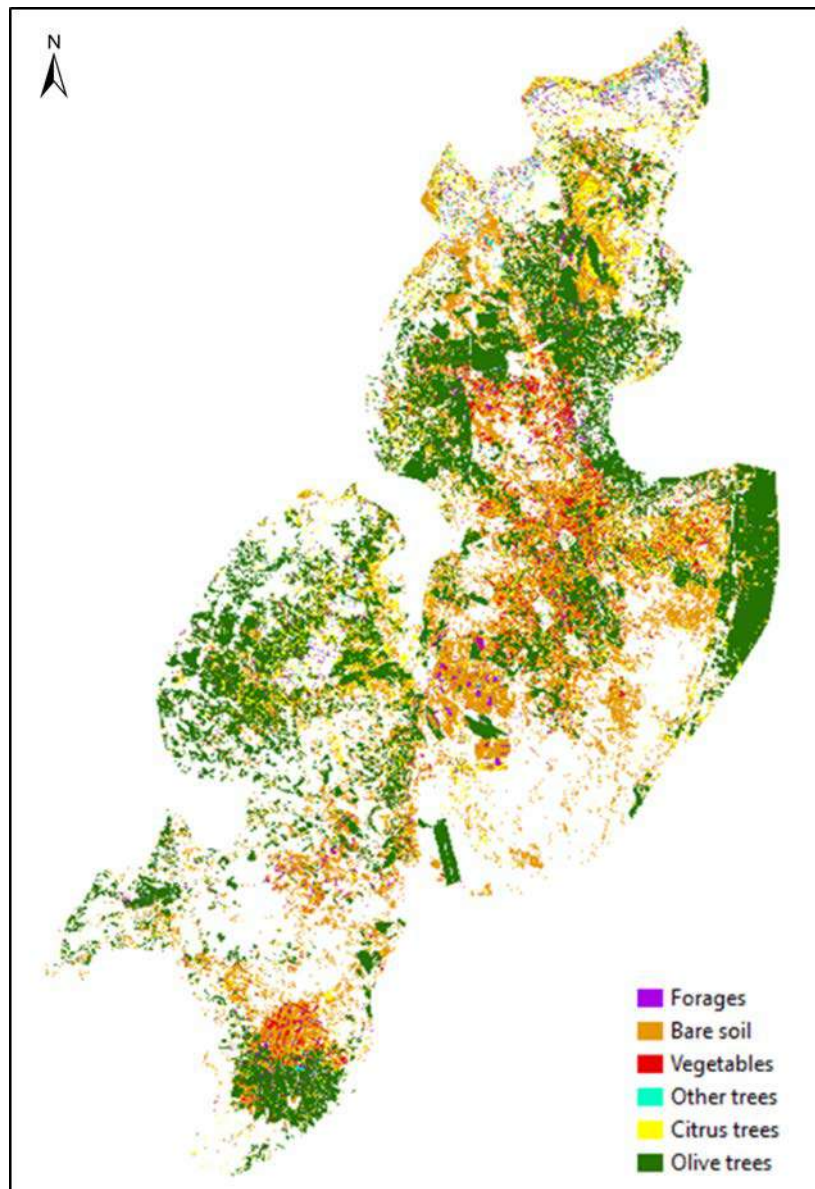 N
Forages
Bare soil
Vegetables
Other trees
Citrus trees
Olive trees